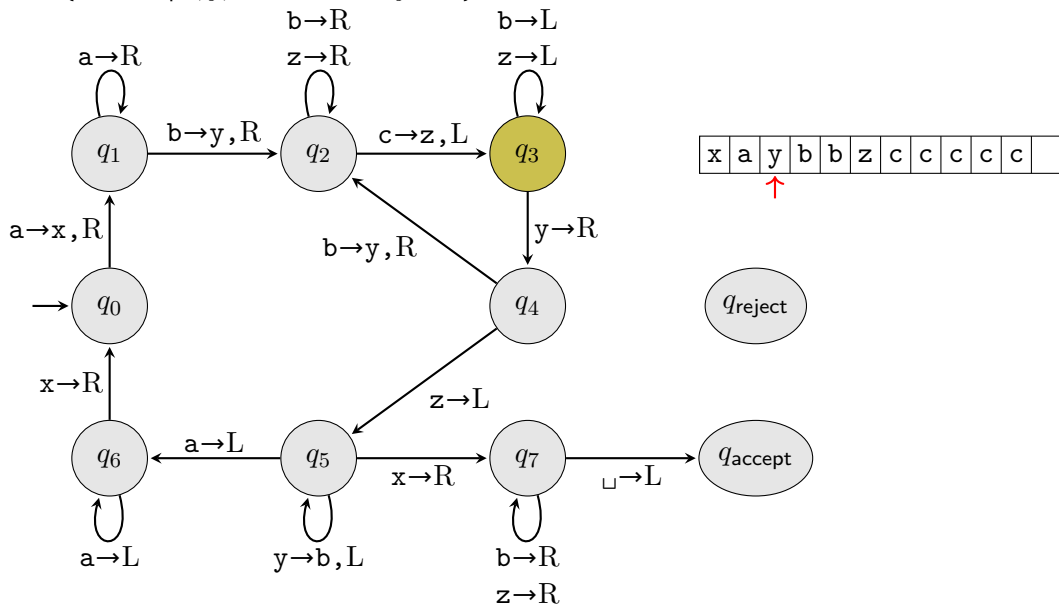 b→R b→L
a→R z→R z→L
b→y,R c→z,L
q1 q2 q3 x a y b b z c c c c c
↑
a→x,R b→y,R y→R
q0 q4 qreject
x→R z→L
a→L
q6 q5 q7 qaccept
x→R ␣→L
a→L y→b,L b→R
z→R